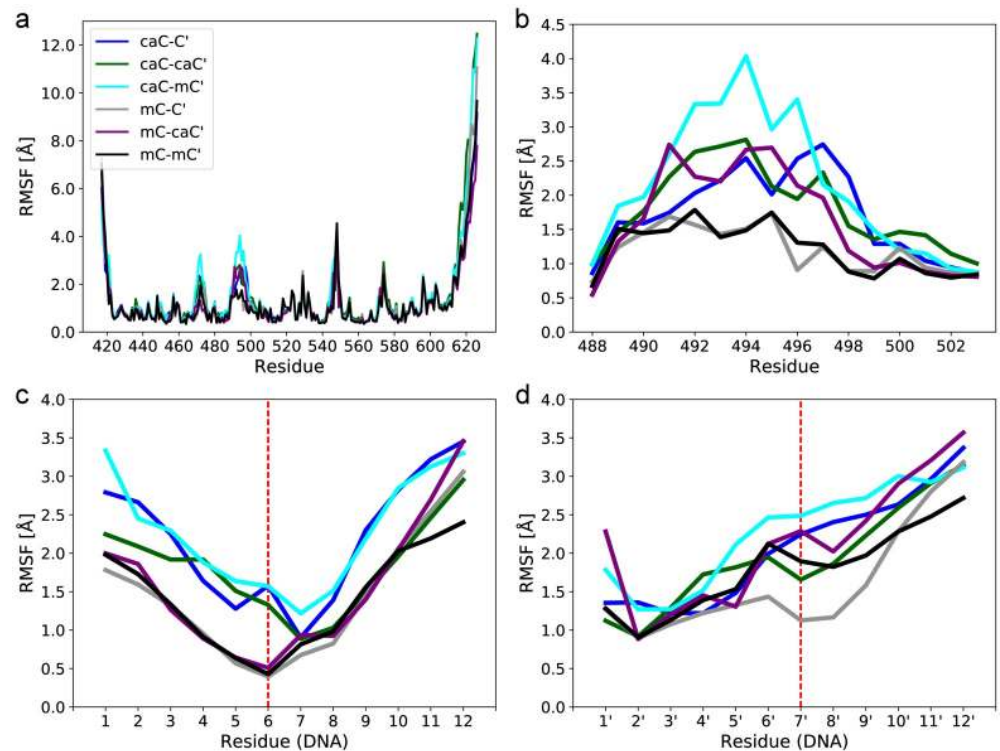 a
12.0
10.0
8.0
6.0
4.0
2.0
0.0
RMSF [Å]
caC-C'
caC-caC'
caC-mC'
mC-C'
mC-caC'
mC-mC'
420 440 460 480 500 520 540 560 580 600 620
Residue
b
4.5
4.0
3.5
3.0
2.5
2.0
1.5
1.0
0.5
0.0
RMSF [Å]
488 490 492 494 496 498 500 502
Residue
c
4.0
3.5
3.0
2.5
2.0
1.5
1.0
0.5
0.0
RMSF [Å]
1 2 3 4 5 6 7 8 9 10 11 12
Residue (DNA)
d
4.0
3.5
3.0
2.5
2.0
1.5
1.0
0.5
0.0
RMSF [Å]
1' 2' 3' 4' 5' 6' 7' 8' 9' 10' 11' 12'
Residue (DNA)